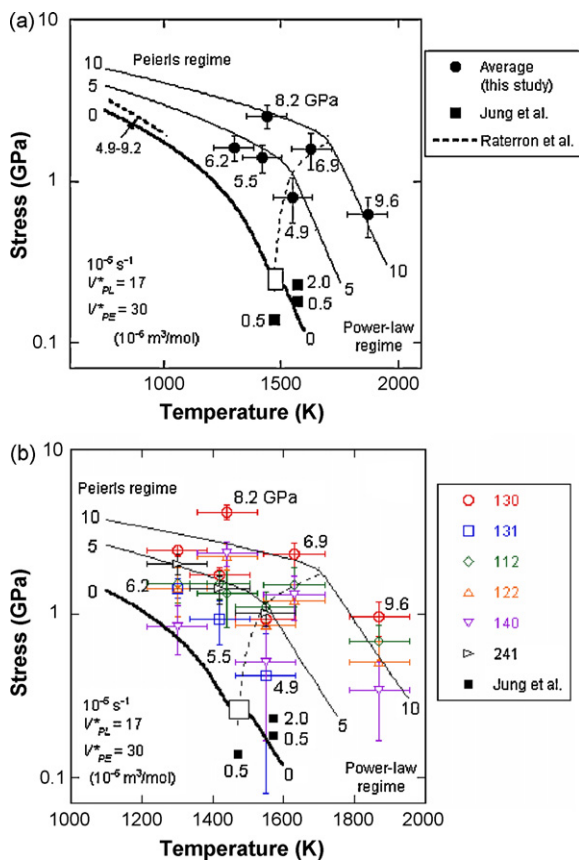 (a)
10
Peierls regime
10
5
0
8.2 GPa
4.9-9.2
6.2
5.5
6.9
4.9
9.6
1
Stress (GPa)
10⁻⁵ s⁻¹
V*PL = 17
V*PE = 30
(10⁻⁶ m³/mol)
2.0
0.5
0.5
5
10
0
Power-law
regime
0.1
1000 1500 2000
Temperature (K)
Average
(this study)
Jung et al.
Raterron et al.
(b)
10
Peierls regime
8.2 GPa
10
5
0
6.9
6.2
9.6
1
Stress (GPa)
5.5
4.9
10⁻⁵ s⁻¹
V*PL = 17
V*PE = 30
(10⁻⁶ m³/mol)
2.0
0.5
0.5
5
10
0
Power-law
regime
0.1
1000 1200 1400 1600 1800 2000
Temperature (K)
130
131
112
122
140
241
Jung et al.